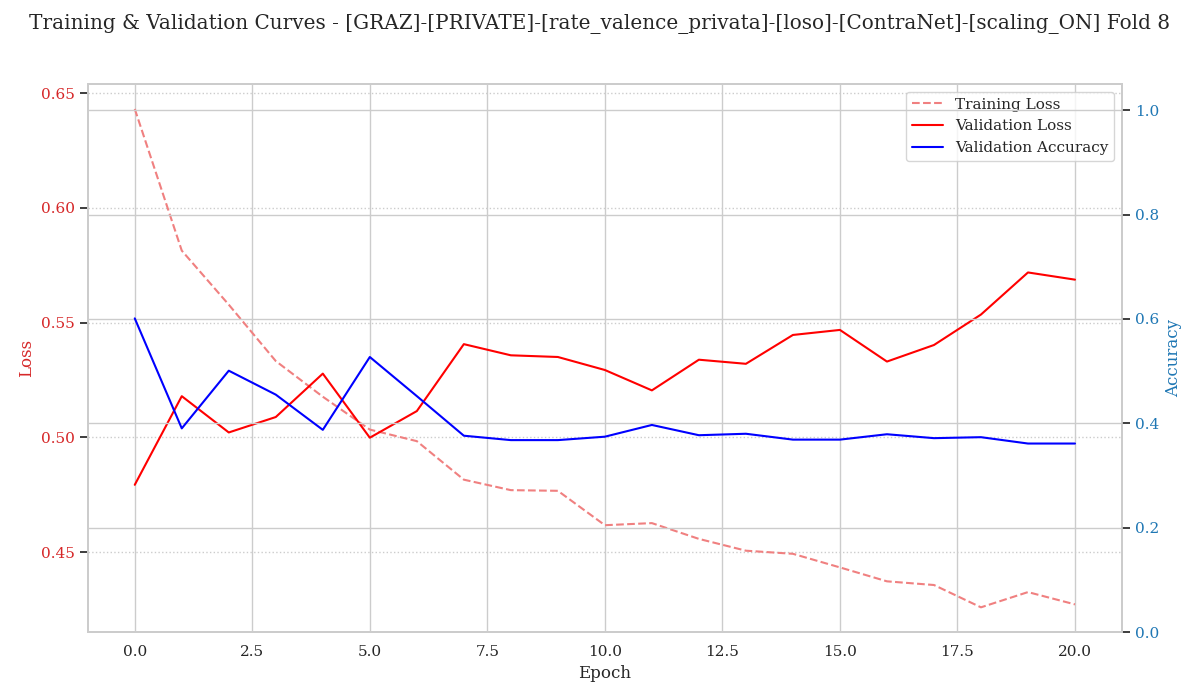 Training & Validation Curves - [GRAZ]-[PRIVATE]-[rate_valence_privata]-[loso]-[ContraNet]-[scaling_ON] Fold 8
Training Loss
Validation Loss
Validation Accuracy
0.65
0.60
0.55
0.50
0.45
Loss
1.0
0.8
0.6
0.4
0.2
0.0
Accuracy
0.0 2.5 5.0 7.5 10.0 12.5 15.0 17.5 20.0
Epoch